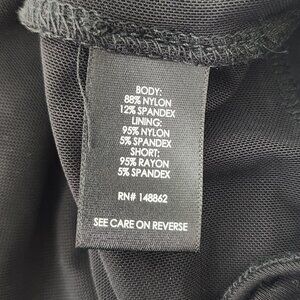 BODY:
88% NYLON
12% SPANDEX
LINING:
95% NYLON
5% SPANDEX
SHORT:
95% RAYON
5% SPANDEX
RN# 148862
SEE CARE ON REVERSE